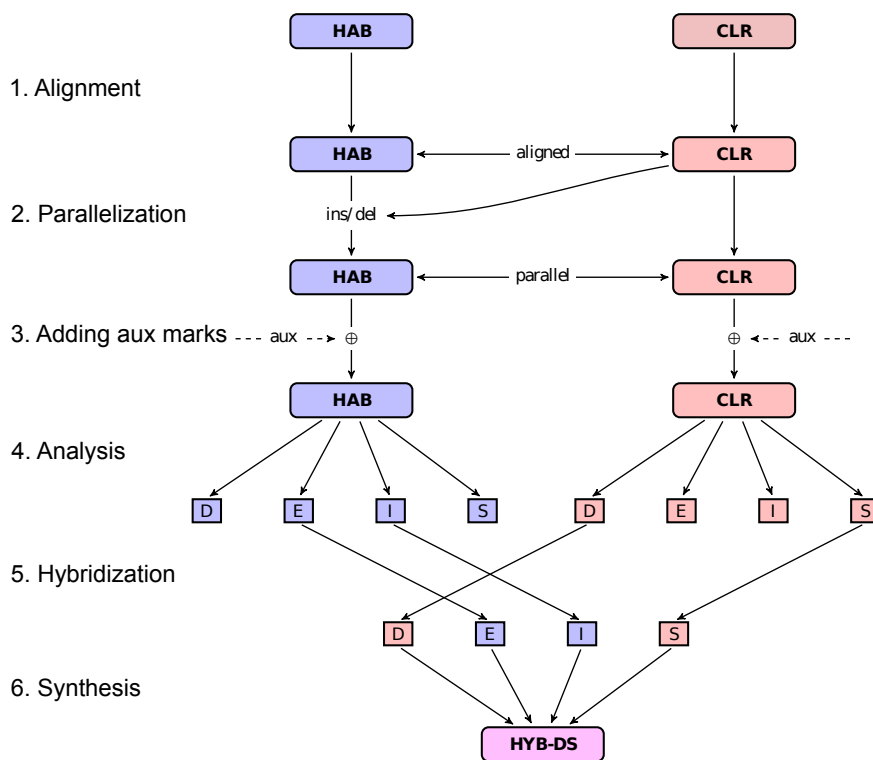 HAB CLR
1. Alignment
HAB aligned CLR
2. Parallelization ins/del
HAB parallel CLR
3. Adding aux marks aux ⊕ ⊕ aux
HAB CLR
4. Analysis
D E I S D E I S
5. Hybridization
D E I S
6. Synthesis
HYB-DS